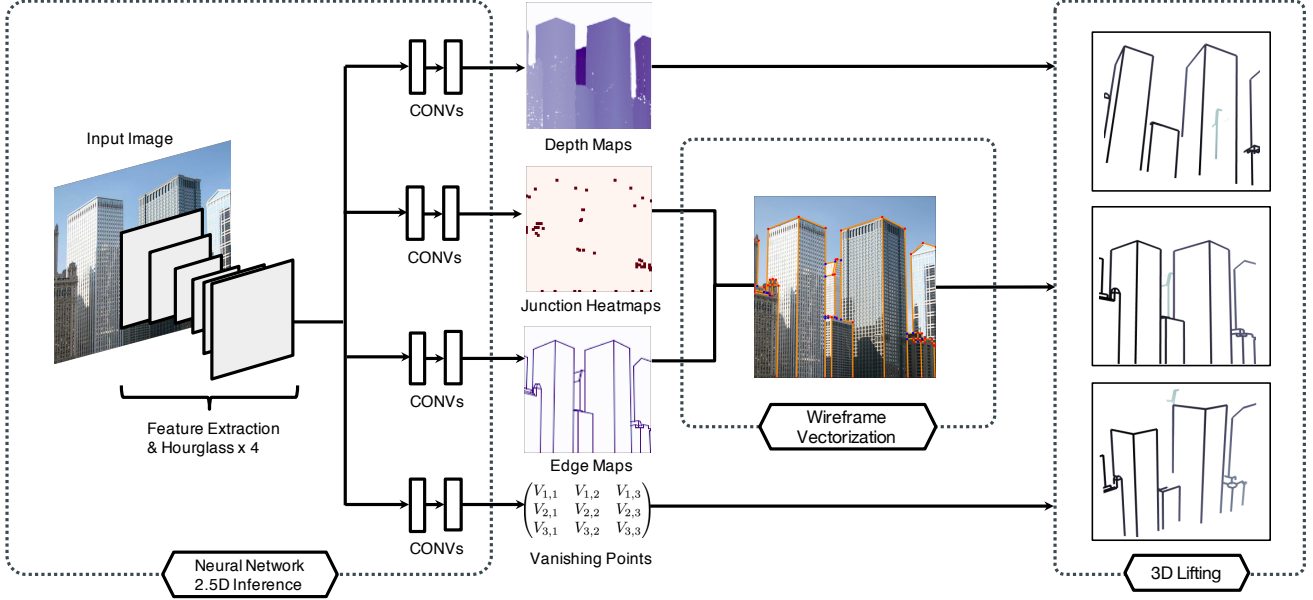 Input Image
Feature Extraction
& Hourglass x 4
CONVs
CONVs
CONVs
CONVs
Neural Network
2.5D Inference
Depth Maps
Junction Heatmaps
Edge Maps
V1,1 V1,2 V1,3
V2,1 V2,2 V2,3
V3,1 V3,2 V3,3
Vanishing Points
Wireframe
Vectorization
3D Lifting